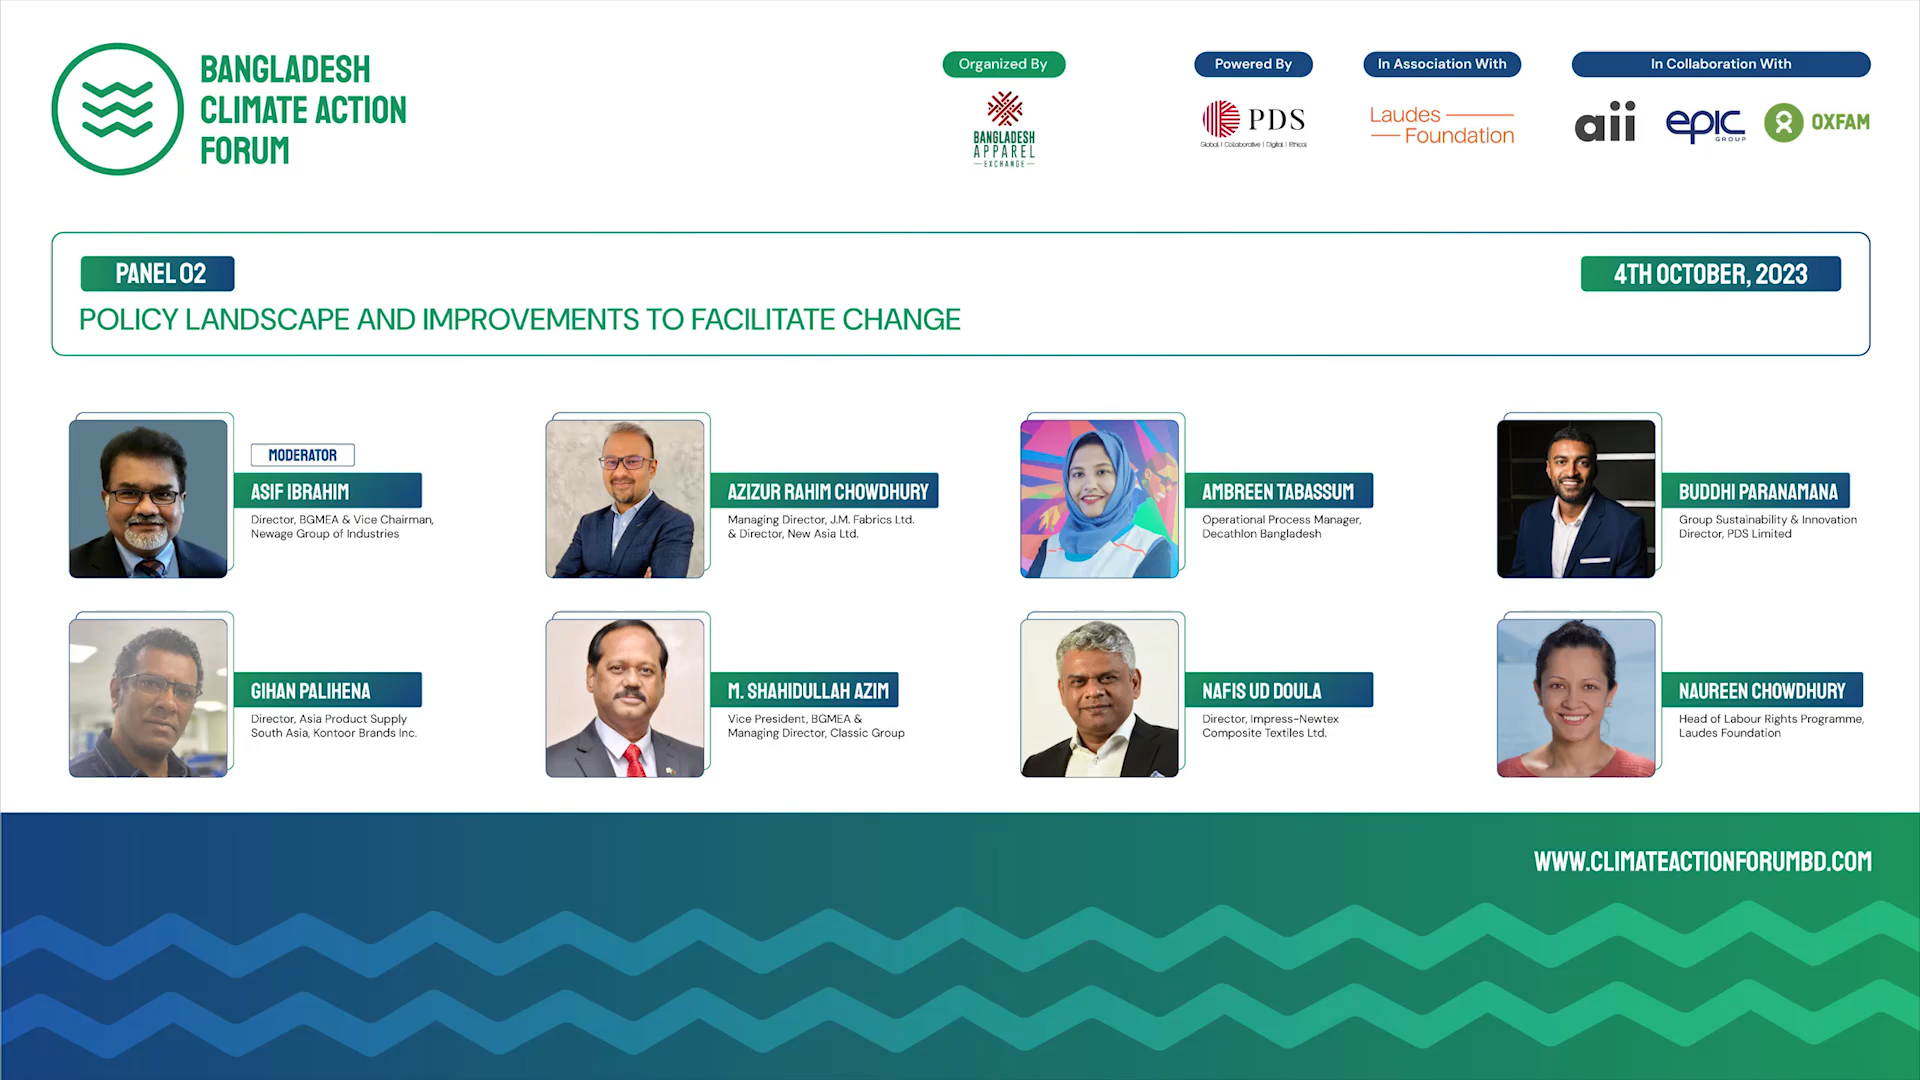 BANGLADESH
CLIMATE ACTION
FORUM
Organized By
BANGLADESH
APPAREL
EXCHANGE
Powered By
PDS
Global | Collaborative | Digital | Ethical
In Association With
Laudes
Foundation
In Collaboration With
aii
epic
GROUP
OXFAM
PANEL 02
4TH OCTOBER, 2023
POLICY LANDSCAPE AND IMPROVEMENTS TO FACILITATE CHANGE
MODERATOR
ASIF IBRAHIM
Director, BGMEA & Vice Chairman,
Newage Group of Industries
AZIZUR RAHIM CHOWDHURY
Managing Director, J.M. Fabrics Ltd.
& Director, New Asia Ltd.
AMBREEN TABASSUM
Operational Process Manager,
Decathlon Bangladesh
BUDDHI PARANAMANA
Group Sustainability & Innovation
Director, PDS Limited
GIHAN PALIHENA
Director, Asia Product Supply
South Asia, Kontoor Brands Inc.
M. SHAHIDULLAH AZIM
Vice President, BGMEA &
Managing Director, Classic Group
NAFIS UD DOULA
Director, Impress-Newtex
Composite Textiles Ltd.
NAUREEN CHOWDHURY
Head of Labour Rights Programme,
Laudes Foundation
WWW.CLIMATEACTIONFORUMBD.COM